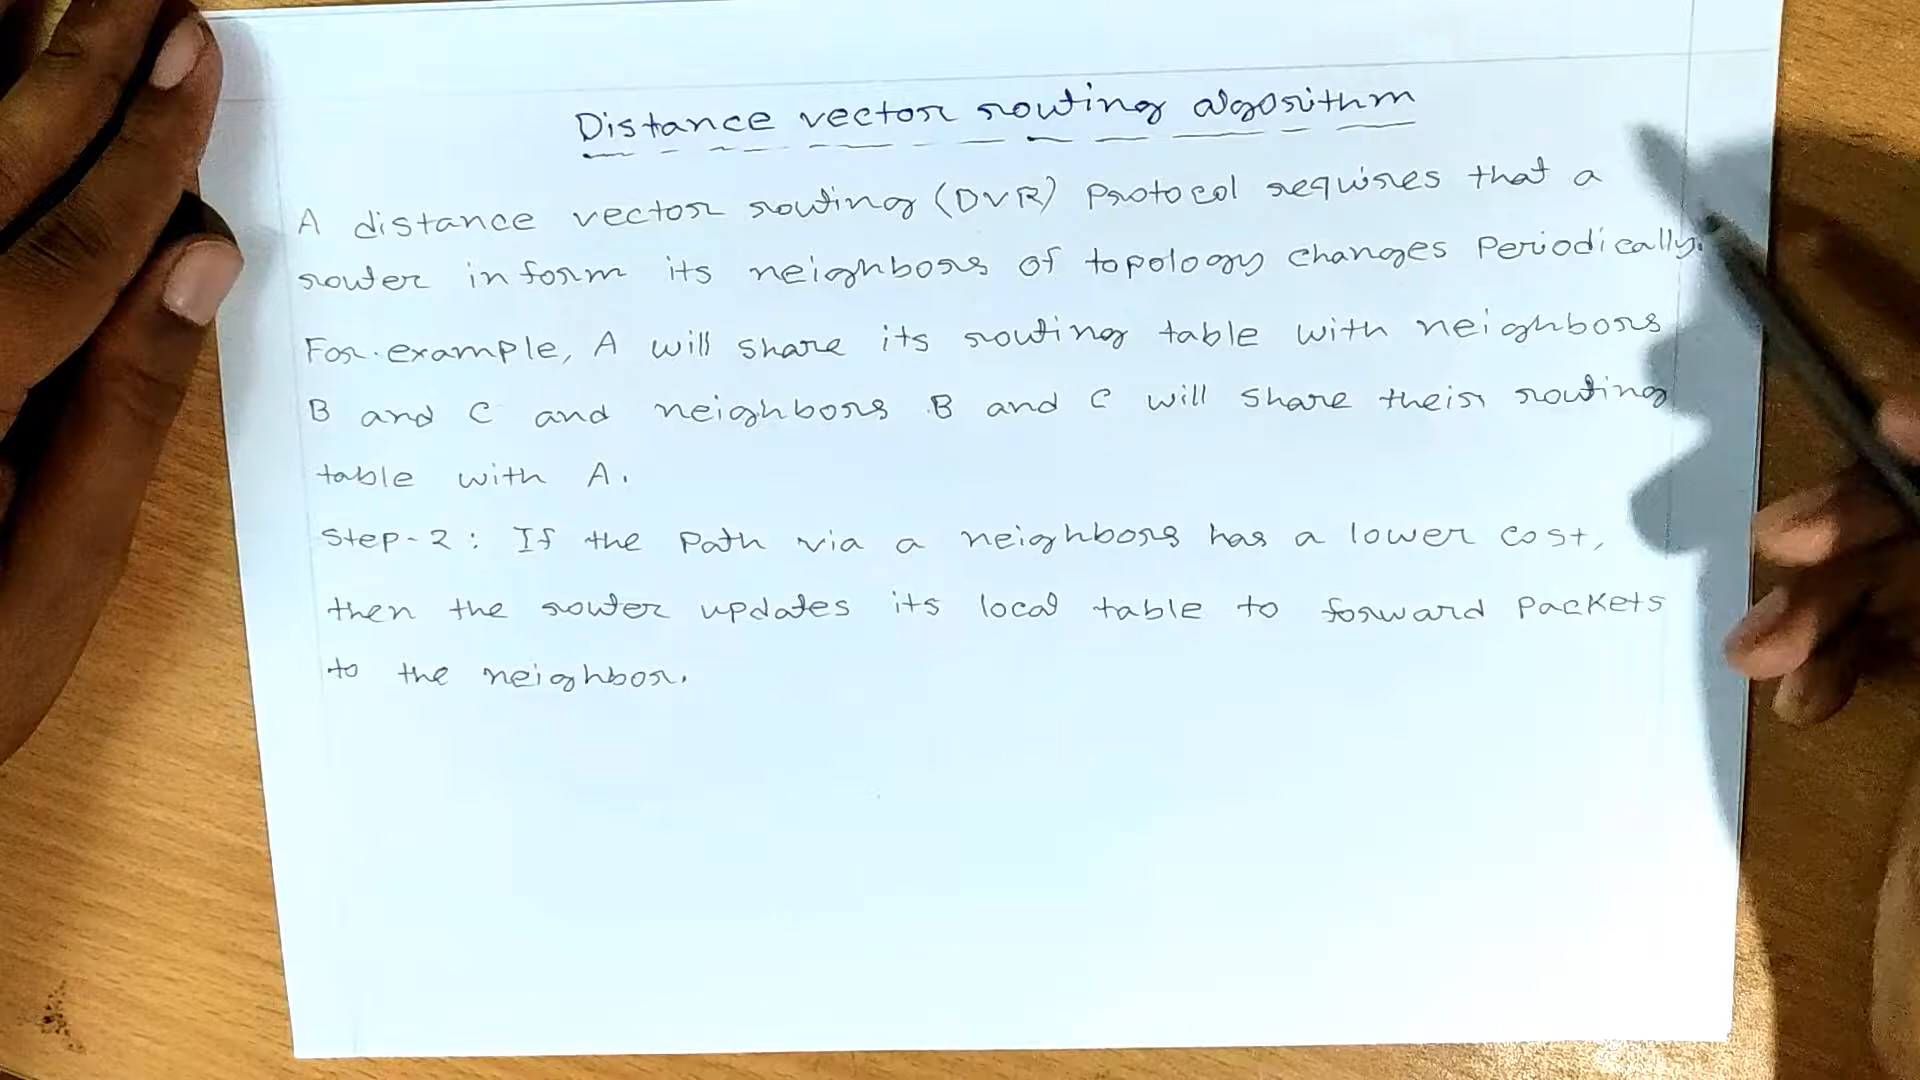 Distance vector routing algorithm
A distance vector routing (DVR) Protocol requires that a
router inform its neighbors of topology changes Periodically.
For example, A will share its routing table with neighbors
B and C and neighbors B and C will share their routing
table with A.
Step-2: If the Path via a neighbors has a lower cost,
then the router updates its local table to forward Packets
to the neighbor.